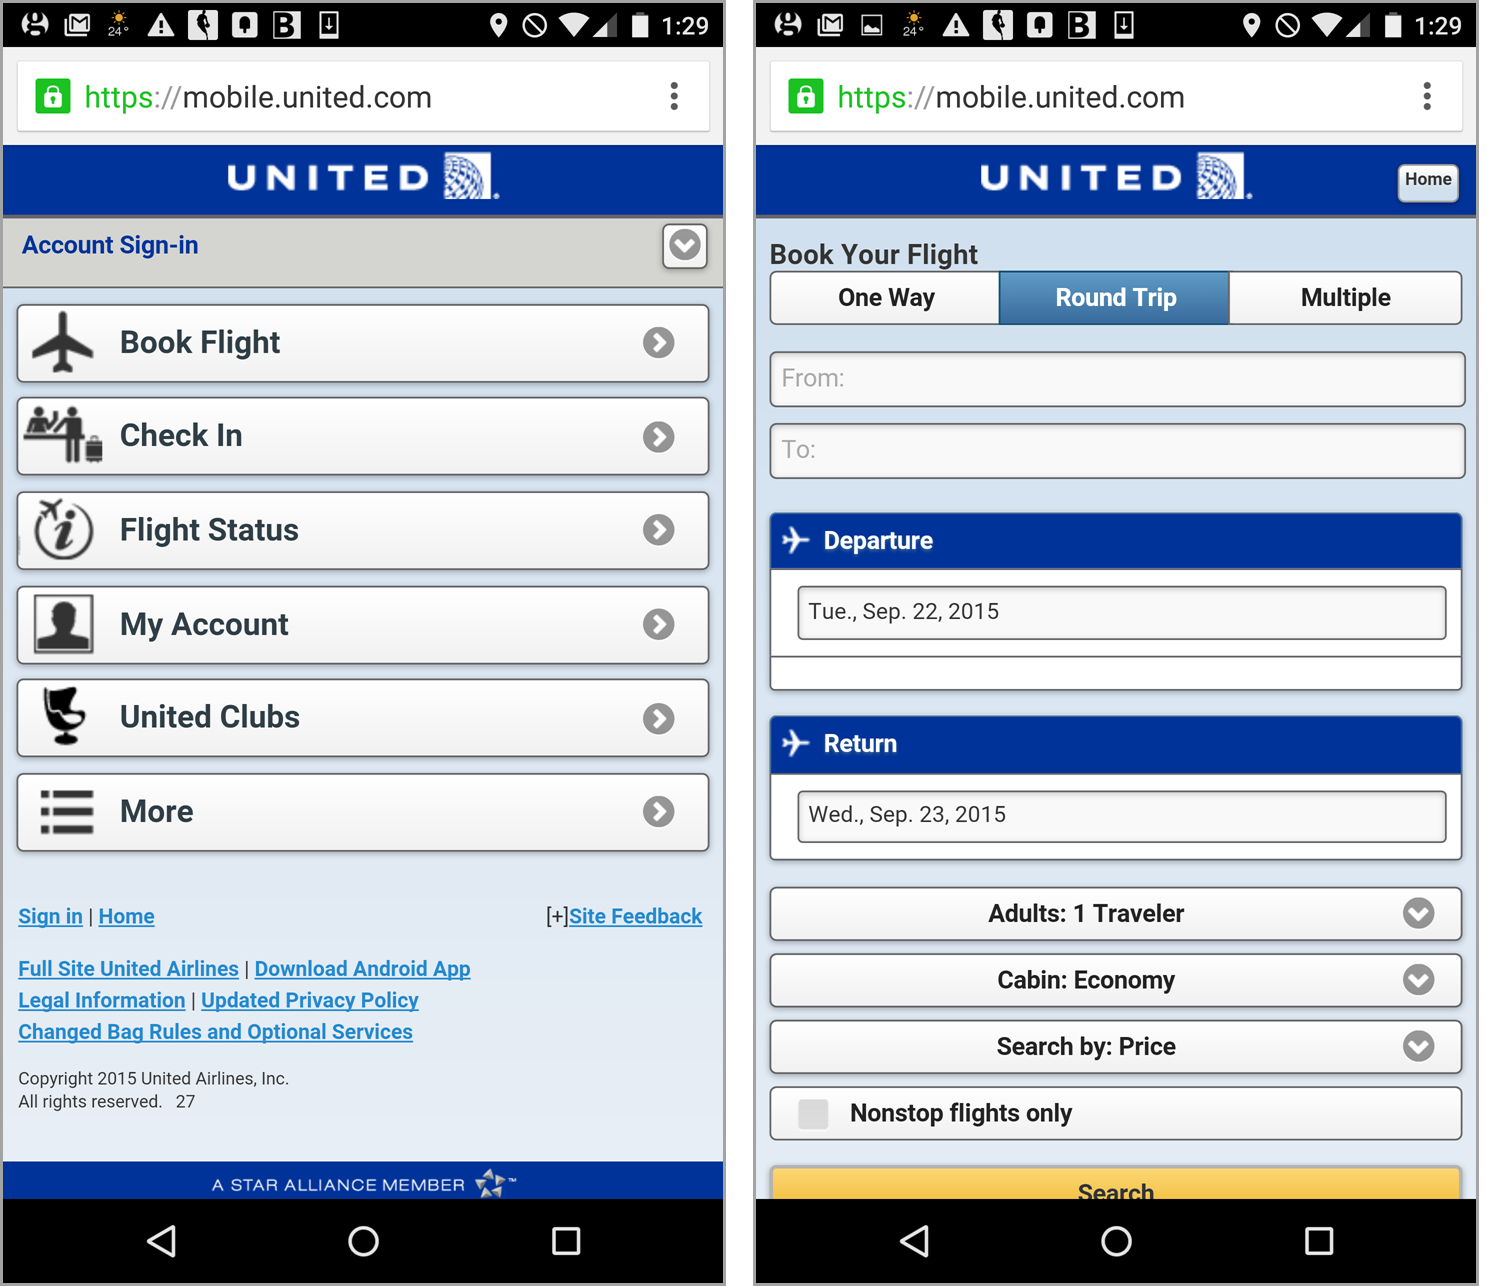 24°
B
1:29
https://mobile.united.com
UNITED
Account Sign-in
Book Flight
Check In
Flight Status
My Account
United Clubs
More
Sign in | Home
[+]Site Feedback
Full Site United Airlines | Download Android App
Legal Information | Updated Privacy Policy
Changed Bag Rules and Optional Services
Copyright 2015 United Airlines, Inc.
All rights reserved. 27
A STAR ALLIANCE MEMBER ™
24°
B
1:29
https://mobile.united.com
UNITED
Home
Book Your Flight
One Way
Round Trip
Multiple
From:
To:
Departure
Tue., Sep. 22, 2015
Return
Wed., Sep. 23, 2015
Adults: 1 Traveler
Cabin: Economy
Search by: Price
Nonstop flights only
Search